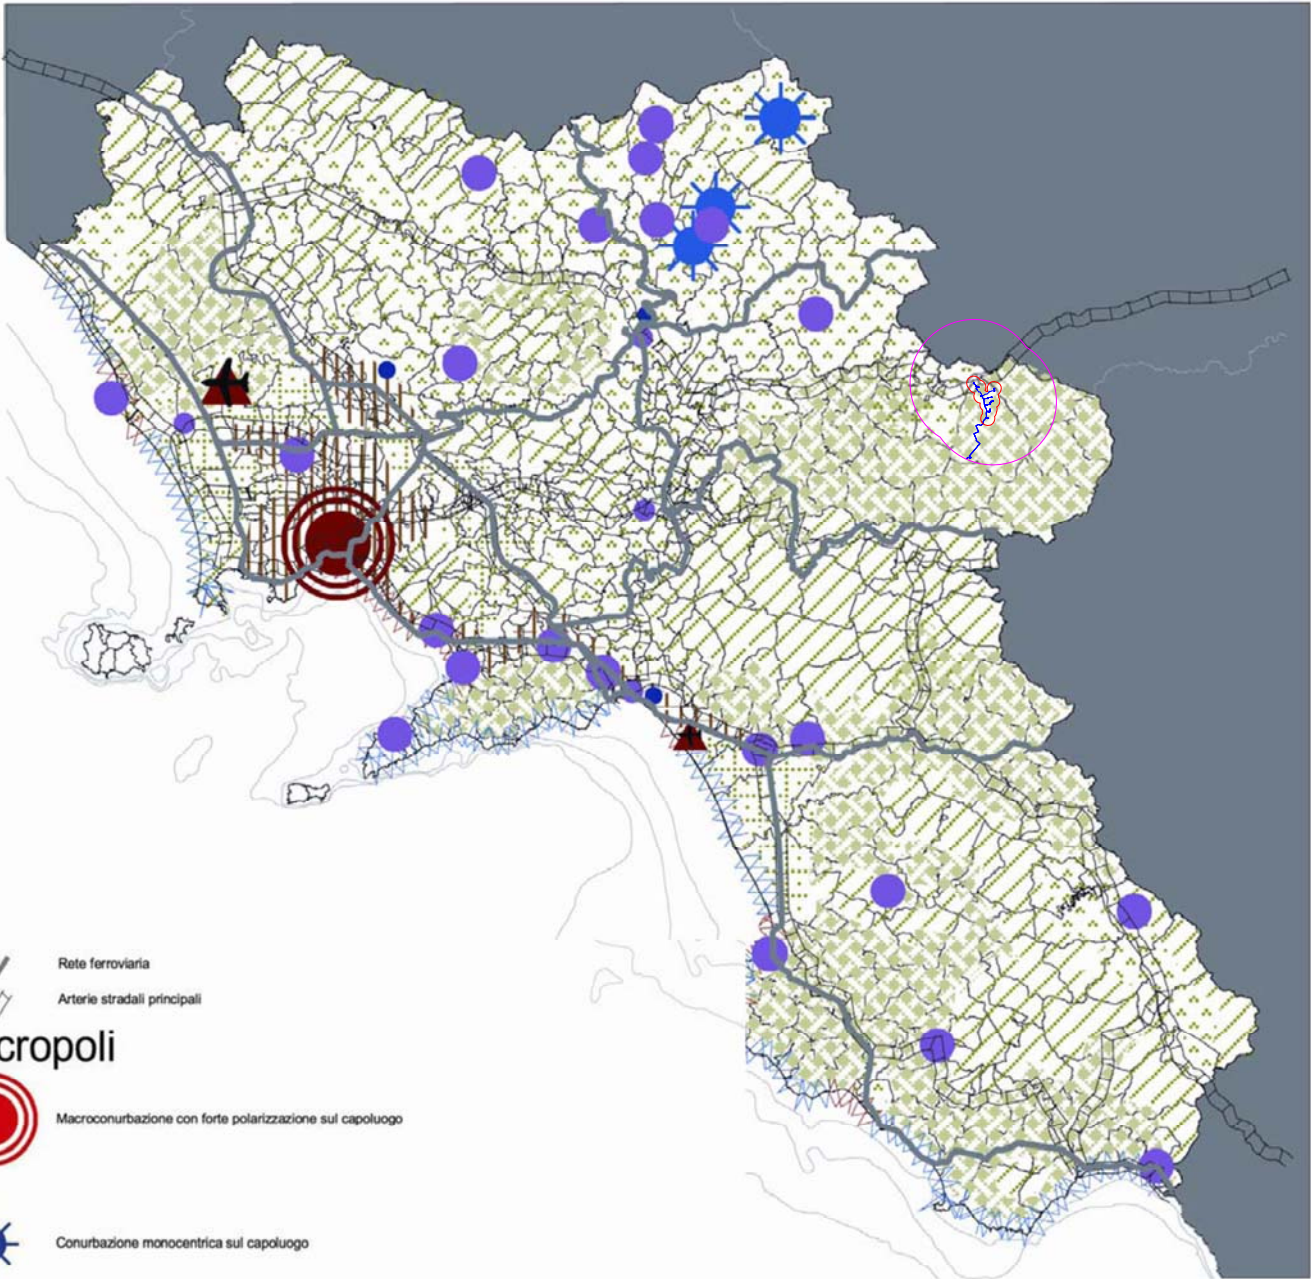 Rete ferroviaria
Arterie stradali principali
cropoli
Macroconurbazione con forte polarizzazione sul capoluogo
Conurbazione monocentrica sul capoluogo